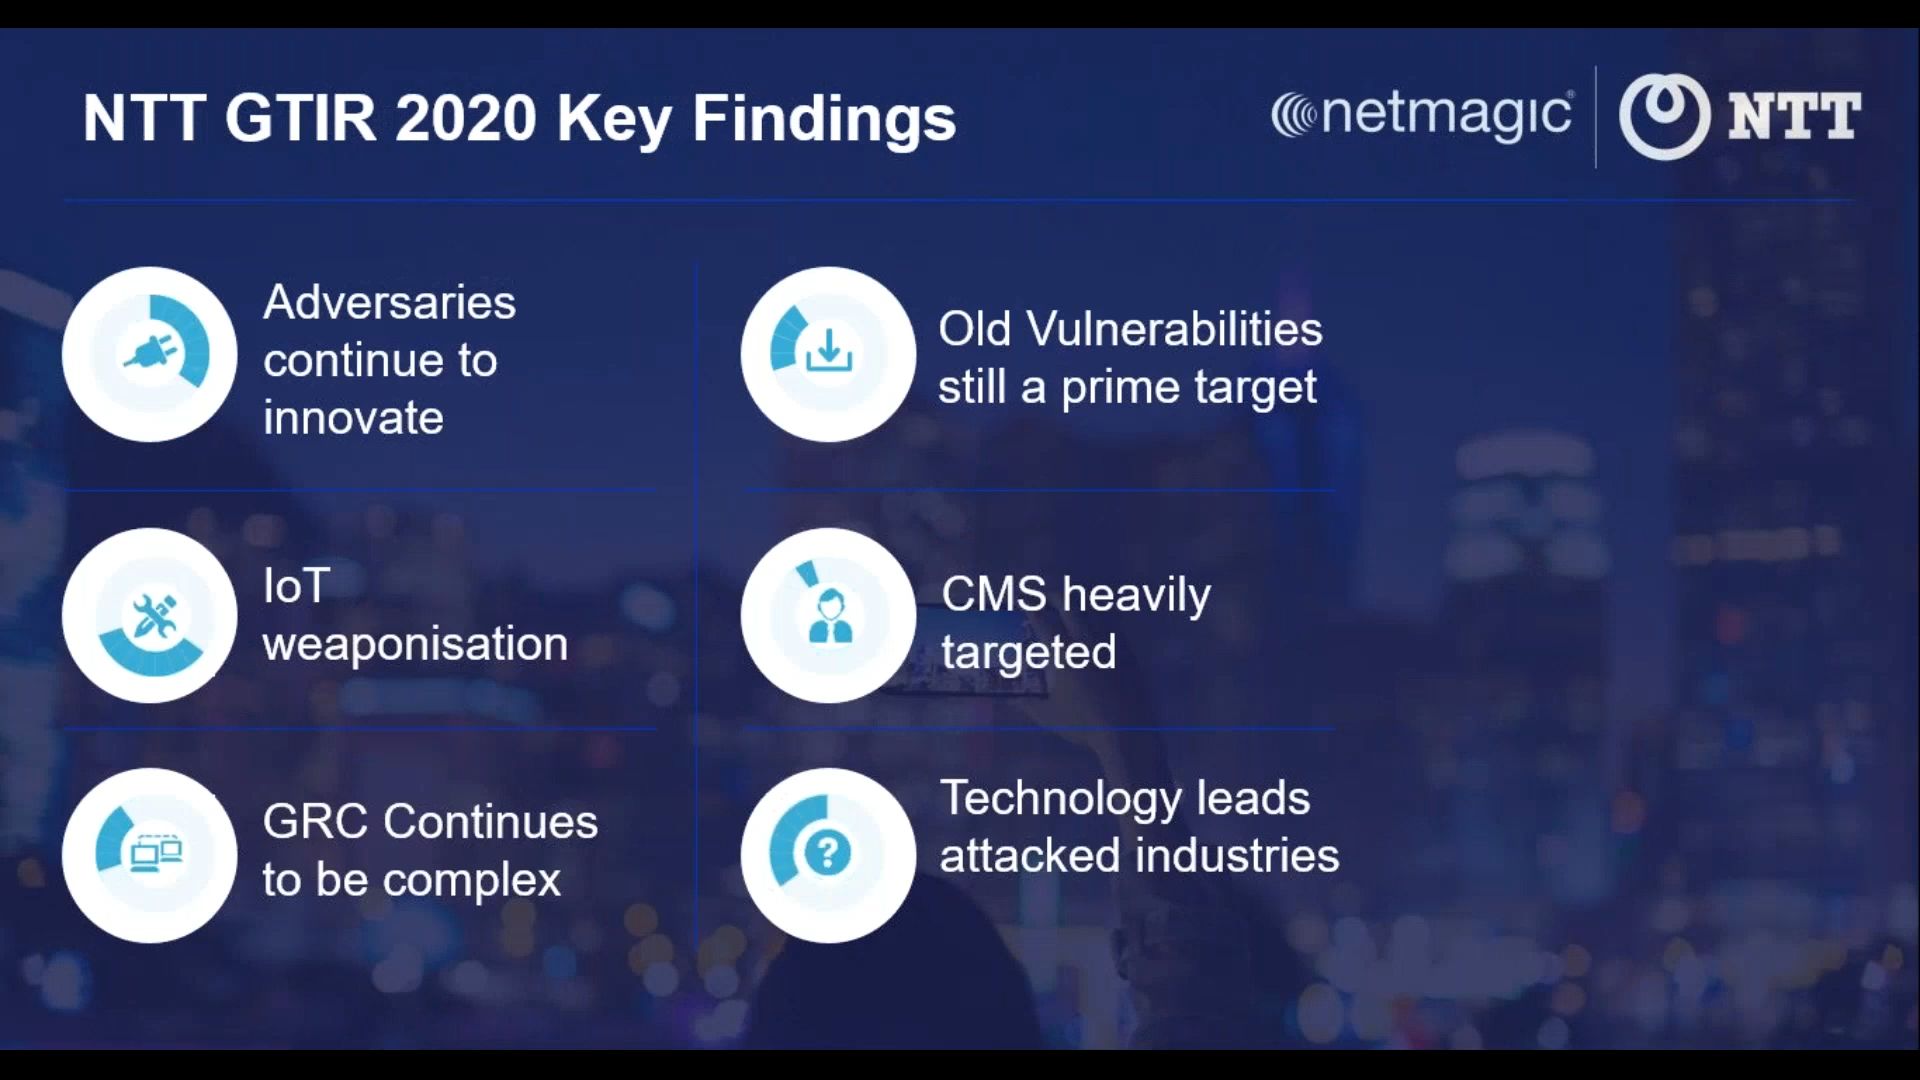 NTT GTIR 2020 Key Findings
netmagic®
NTT
Adversaries
continue to
innovate
Old Vulnerabilities
still a prime target
IoT
weaponisation
CMS heavily
targeted
GRC Continues
to be complex
?
Technology leads
attacked industries